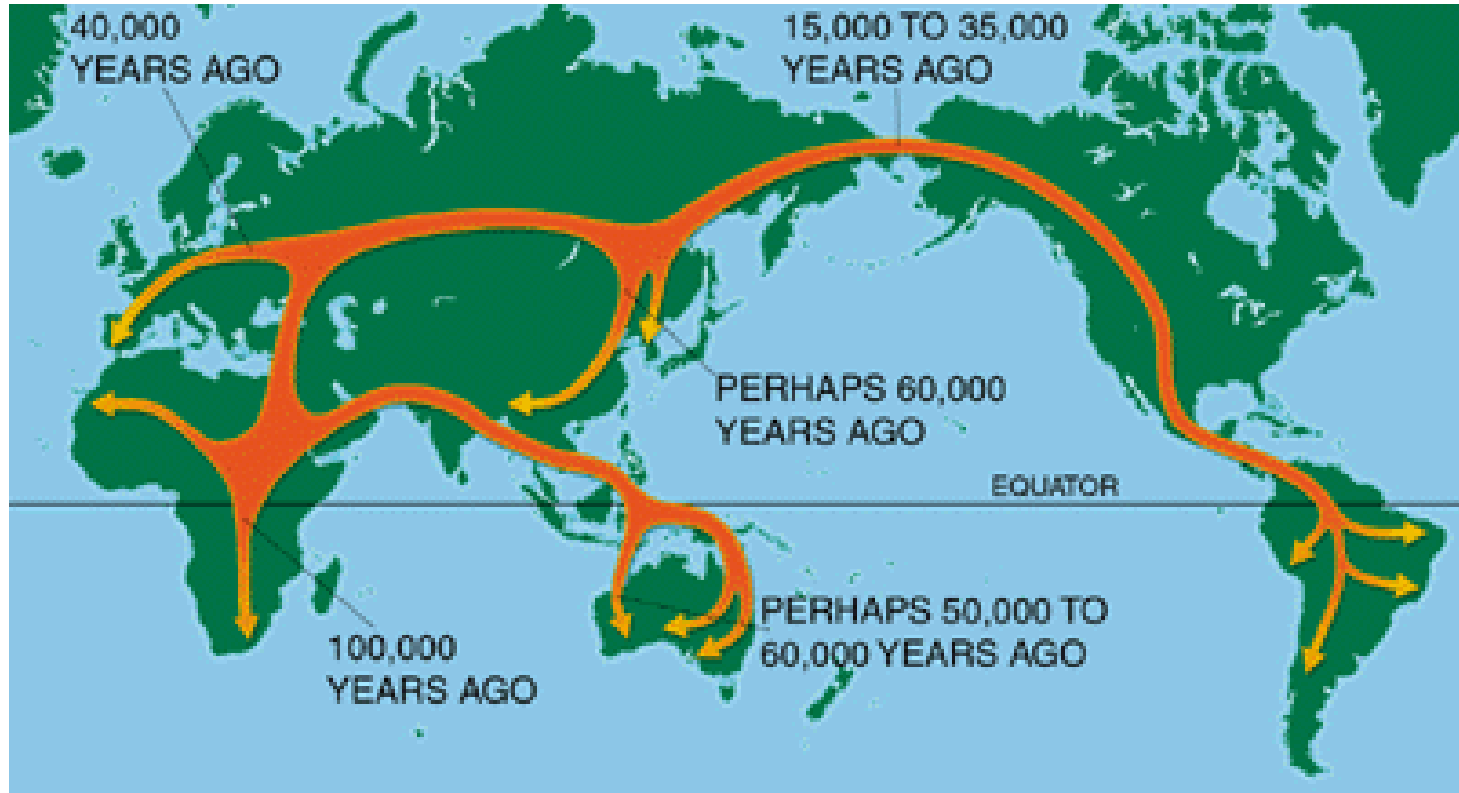 40,000
YEARS AGO
15,000 TO 35,000
YEARS AGO
PERHAPS 60,000
YEARS AGO
EQUATOR
PERHAPS 50,000 TO
60,000 YEARS AGO
100,000
YEARS AGO